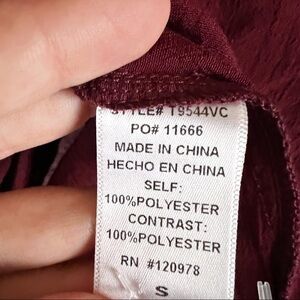 STYLE# T9544VC
PO# 11666
MADE IN CHINA
HECHO EN CHINA
SELF:
100%POLYESTER
CONTRAST:
100%POLYESTER
RN #120978
S